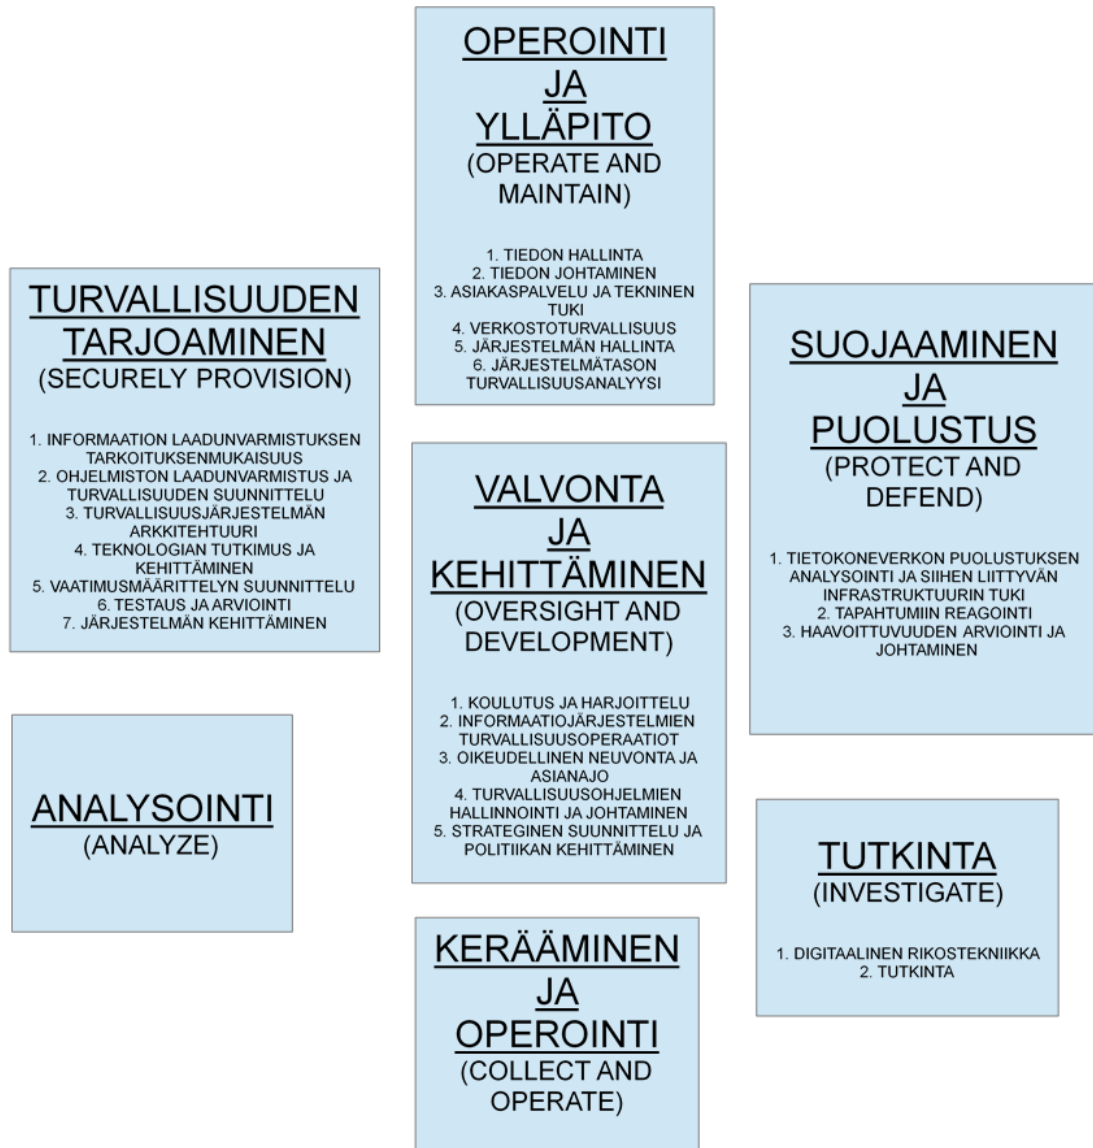 OPEROINTI
JA
YLLÄPITO
(OPERATE AND
MAINTAIN)
1. TIEDON HALLINTA
2. TIEDON JOHTAMINEN
3. ASIAKASPALVELU JA TEKNINEN
TUKI
4. VERKOSTOTURVALLISUUS
5. JÄRJESTELMÄN HALLINTA
6. JÄRJESTELMÄTASON
TURVALLISUUSANALYYSI
TURVALLISUUDEN
TARJOAMINEN
(SECURELY PROVISION)
1. INFORMAATION LAADUNVARMISTUKSEN
TARKOITUKSENMUKAISUUS
2. OHJELMISTON LAADUNVARMISTUS JA
TURVALLISUUDEN SUUNNITTELU
3. TURVALLISUUSJÄRJESTELMÄN
ARKKITEHTUURI
4. TEKNOLOGIAN TUTKIMUS JA
KEHITTÄMINEN
5. VAATIMUSMÄÄRITTELYN SUUNNITTELU
6. TESTAUS JA ARVIOINTI
7. JÄRJESTELMÄN KEHITTÄMINEN
SUOJAAMINEN
JA
PUOLUSTUS
(PROTECT AND
DEFEND)
1. TIETOKONEVERKON PUOLUSTUKSEN
ANALYSOINTI JA SIIHEN LIITTYVÄN
INFRASTRUKTUURIN TUKI
2. TAPAHTUMIIN REAGOINTI
3. HAAVOITTUVUUDEN ARVIOINTI JA
JOHTAMINEN
VALVONTA
JA
KEHITTÄMINEN
(OVERSIGHT AND
DEVELOPMENT)
1. KOULUTUS JA HARJOITTELU
2. INFORMAATIOJÄRJESTELMIEN
TURVALLISUUSOPERAATIOT
3. OIKEUDELLINEN NEUVONTA JA
ASIANAJO
4. TURVALLISUUSOHJELMIEN
HALLINNOINTI JA JOHTAMINEN
5. STRATEGINEN SUUNNITTELU JA
POLITIIKAN KEHITTÄMINEN
ANALYSOINTI
(ANALYZE)
TUTKINTA
(INVESTIGATE)
1. DIGITAALINEN RIKOSTEKNIIKKA
2. TUTKINTA
KERÄÄMINEN
JA
OPEROINTI
(COLLECT AND
OPERATE)